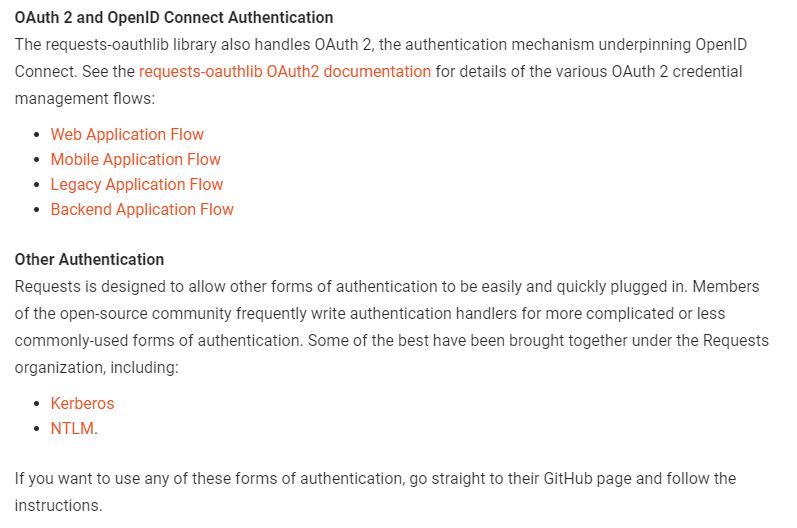 OAuth 2 and OpenID Connect Authentication
The requests-oauthlib library also handles OAuth 2, the authentication mechanism underpinning OpenID
Connect. See the requests-oauthlib OAuth2 documentation for details of the various OAuth 2 credential
management flows:
• Web Application Flow
• Mobile Application Flow
• Legacy Application Flow
• Backend Application Flow
Other Authentication
Requests is designed to allow other forms of authentication to be easily and quickly plugged in. Members
of the open-source community frequently write authentication handlers for more complicated or less
commonly-used forms of authentication. Some of the best have been brought together under the Requests
organization, including:
• Kerberos
• NTLM.
If you want to use any of these forms of authentication, go straight to their GitHub page and follow the
instructions.